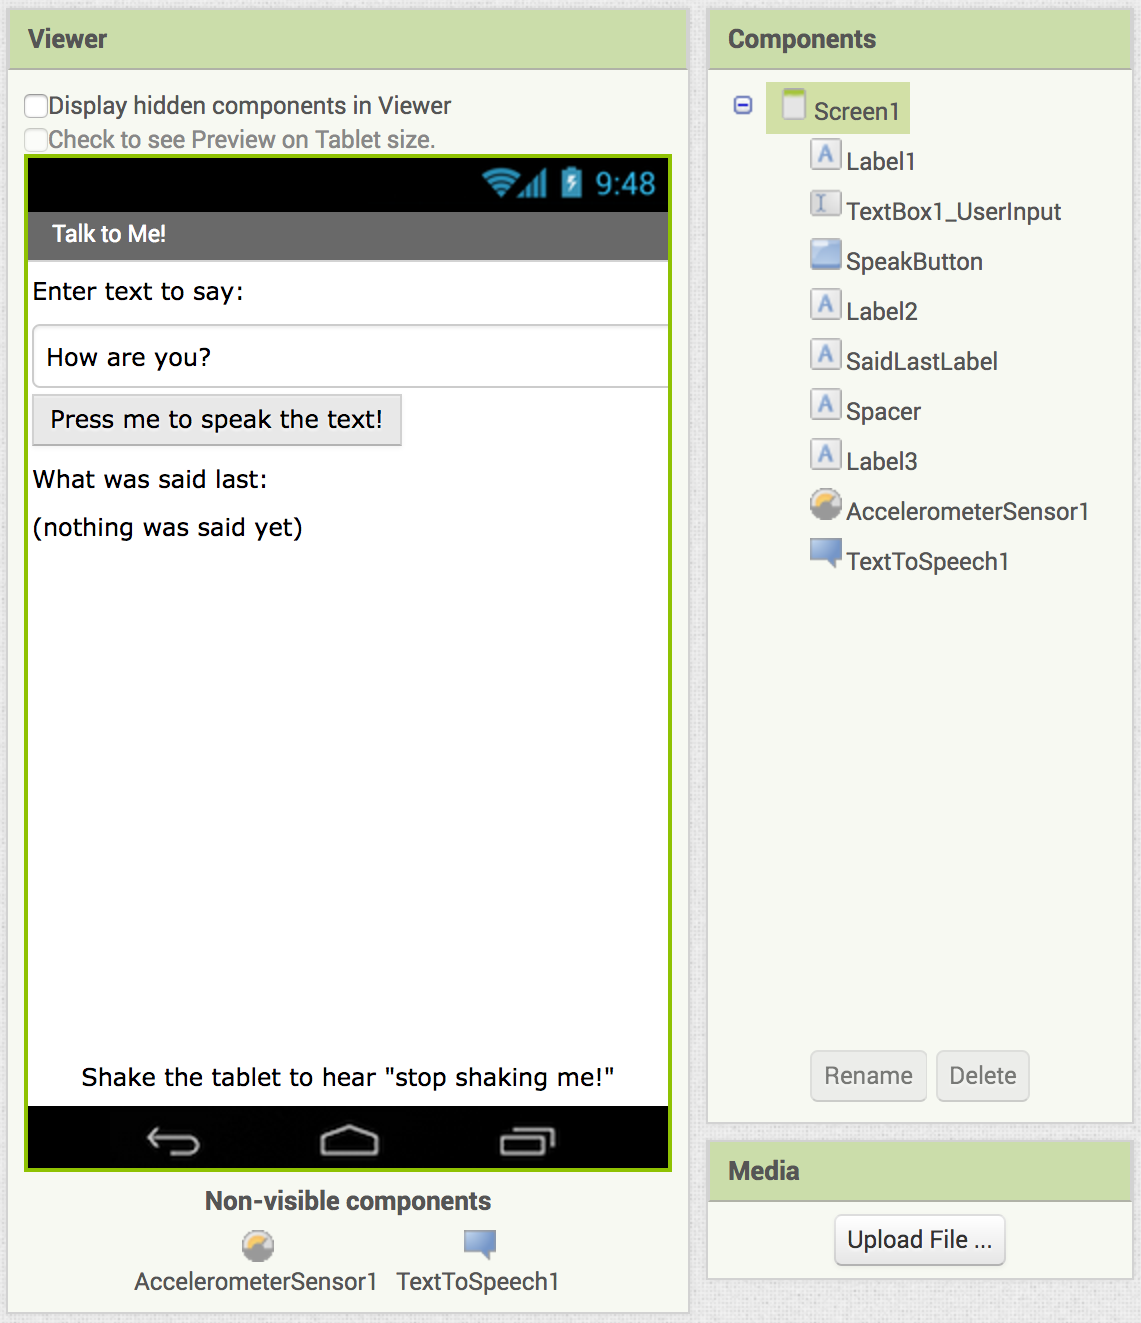 Viewer
Display hidden components in Viewer
Check to see Preview on Tablet size.
9:48
Talk to Me!
Enter text to say:
How are you?
Press me to speak the text!
What was said last:
(nothing was said yet)
Shake the tablet to hear "stop shaking me!"
Non-visible components
AccelerometerSensor1 TextToSpeech1
Components
Screen1
A Label1
TextBox1_UserInput
SpeakButton
A Label2
A SaidLastLabel
A Spacer
A Label3
AccelerometerSensor1
TextToSpeech1
Rename Delete
Media
Upload File ...